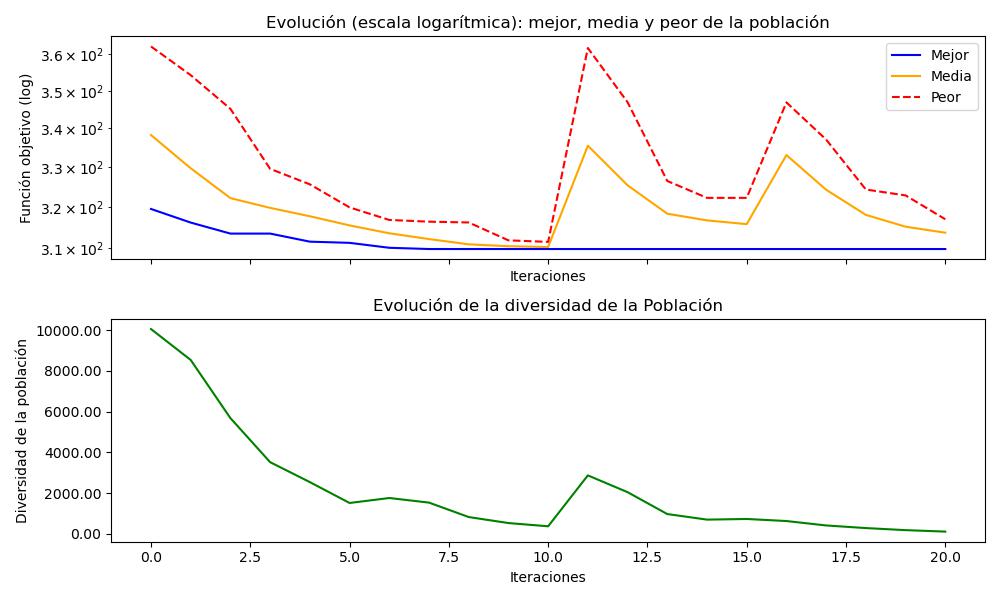 Evolución (escala logarítmica): mejor, media y peor de la población
Función objetivo (log)
3.6 × 10²
3.5 × 10²
3.4 × 10²
3.3 × 10²
3.2 × 10²
3.1 × 10²
Mejor
Media
Peor
Iteraciones
Evolución de la diversidad de la Población
Diversidad de la población
10000.00
8000.00
6000.00
4000.00
2000.00
0.00
0.0 2.5 5.0 7.5 10.0 12.5 15.0 17.5 20.0
Iteraciones